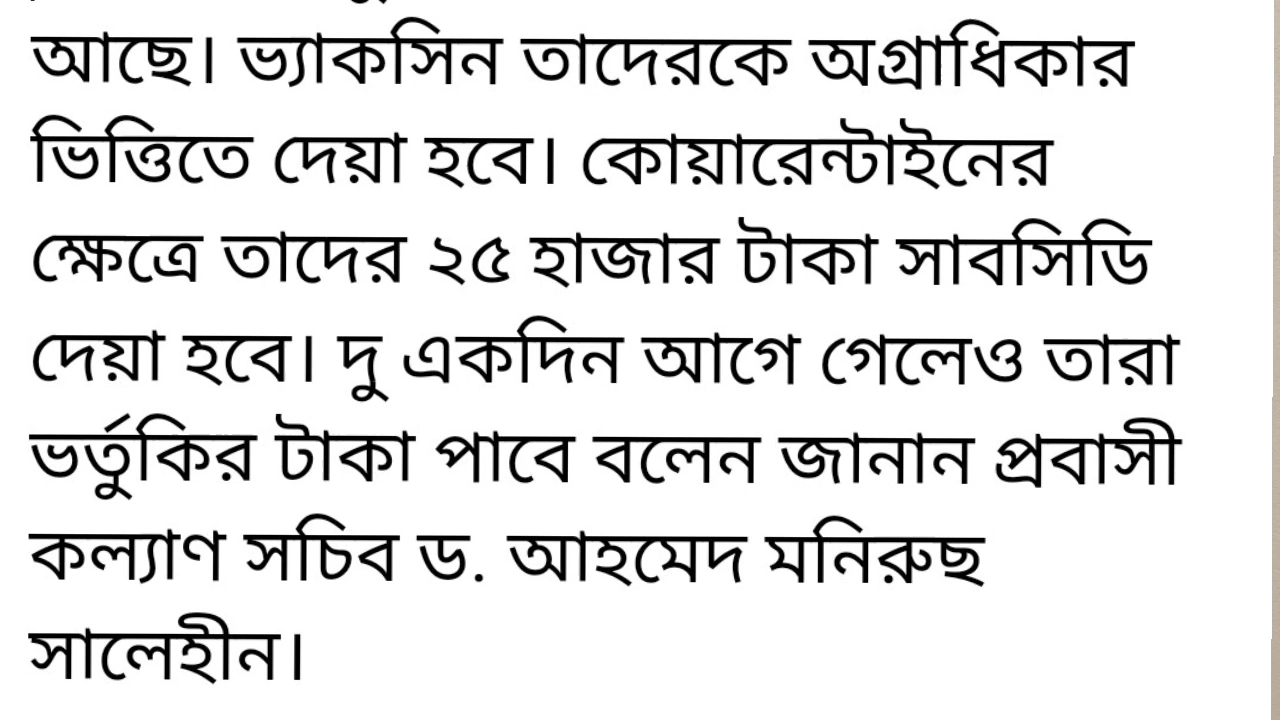 আছে। ভ্যাকসিন তাদেরকে অগ্রাধিকার
ভিত্তিতে দেয়া হবে। কোয়ারেন্টাইনের
ক্ষেত্রে তাদের ২৫ হাজার টাকা সাবসিডি
দেয়া হবে। দু একদিন আগে গেলেও তারা
ভর্তুকির টাকা পাবে বলেন জানান প্রবাসী
কল্যাণ সচিব ড. আহমেদ মনিরুছ
সালেহীন।